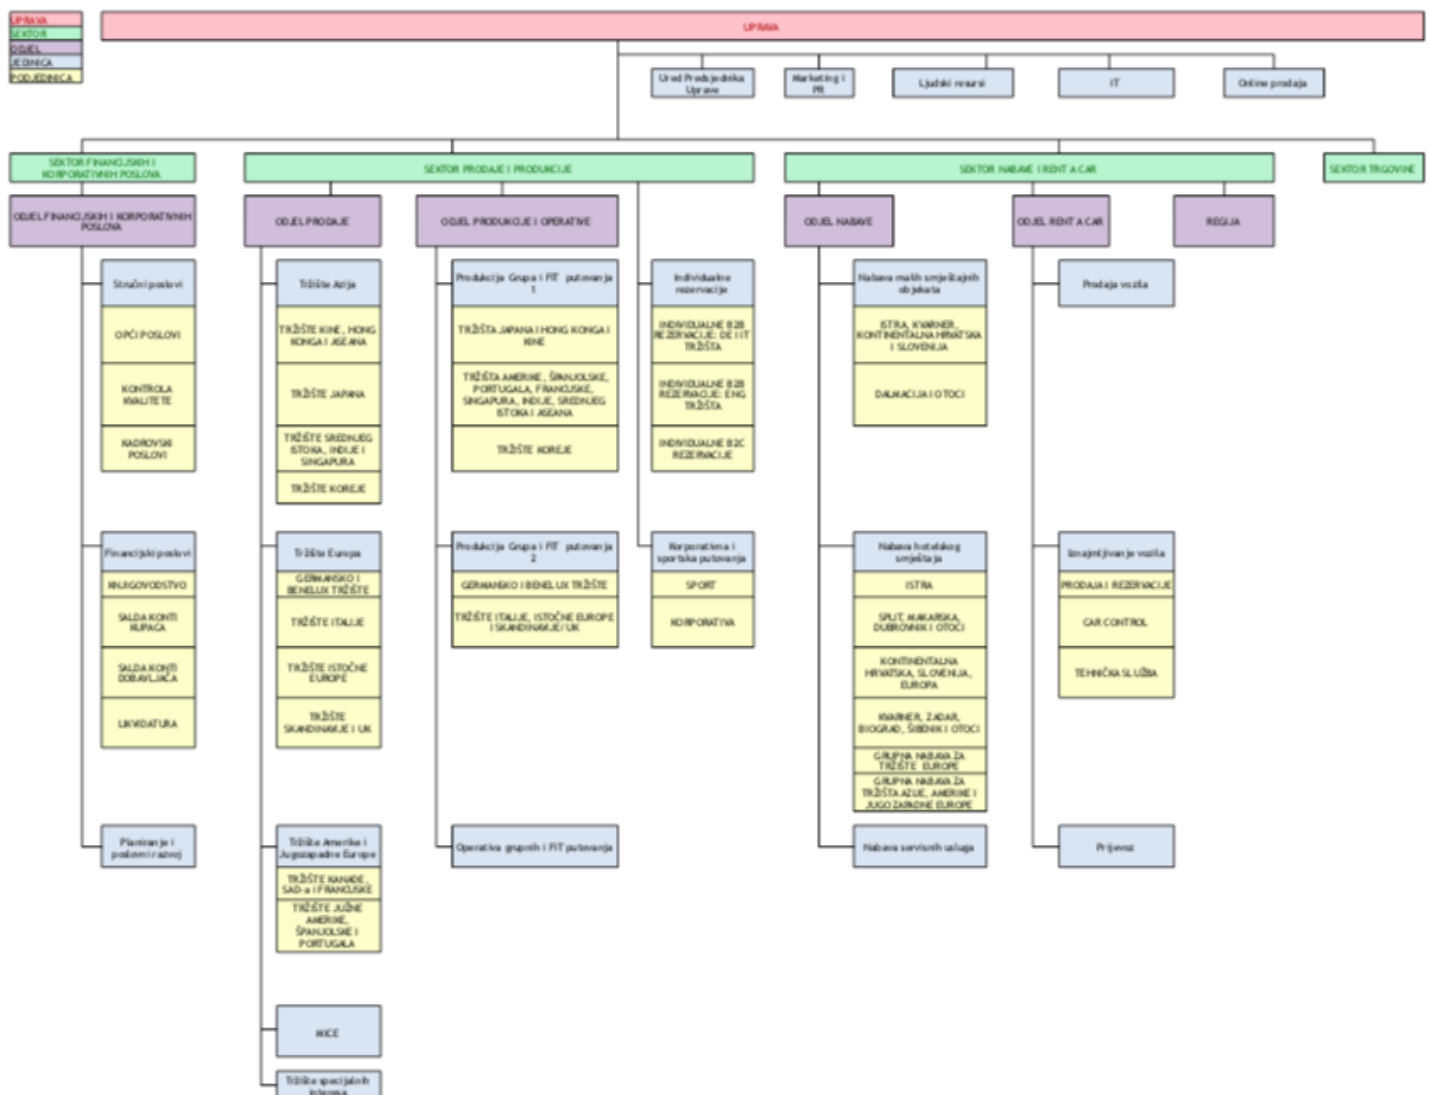 UPRAVA
SEKTOR
ODJEL
JEDINICA
PODJEDINICA
UPRAVA
Ured Predsjednika
Uprave
Marketing i
PR
Ljudski resursi
IT
Online prodaja
SEKTOR FINANCIJSKIH I
KORPORATIVNIH POSLOVA
SEKTOR PRODAJE I PRODUKCIJE
SEKTOR NABAVE I RENT A CAR
SEKTOR TRGOVINE
ODJEL FINANCIJSKIH I KORPORATIVNIH
POSLOVA
ODJEL PRODAJE
ODJEL PRODUKCIJE I OPERATIVE
ODJEL NABAVE
ODJEL RENT A CAR
REGIJA
Stručni poslovi
OPĆI POSLOVI
KONTROLA
KVALITETE
KADROVSKI
POSLOVI
Financijski poslovi
KNJIGOVODSTVO
SALDA KONTI
KUPACA
SALDA KONTI
DOBAVLJAČA
LIKVIDATURA
Planiranje i
poslovni razvoj
Tržište Azija
TRŽIŠTE KINE, HONG
KONGA I ASEANA
TRŽIŠTE JAPANA
TRŽIŠTE SREDNJEG
ISTOKA, INDIJE I
SINGAPURA
TRŽIŠTE KOREJE
Tržište Europa
GERMANSKO I
BENELUX TRŽIŠTE
TRŽIŠTE ITALIJE
TRŽIŠTE ISTOČNE
EUROPE
TRŽIŠTE
SKANDINAVIJE I UK
Tržište Amerike i
Jugozapadne Europe
TRŽIŠTE KANADE,
SAD-a I FRANCUSKE
TRŽIŠTE JUŽNE
AMERIKE,
ŠPANJOLSKE I
PORTUGALA
MICE
Tržište specijalnih
interesa
Produkcija Grupa i FIT putovanja
1
TRŽIŠTA JAPANA I HONG KONGA I
KINE
TRŽIŠTA AMERIKE, ŠPANJOLSKE,
PORTUGALA, FRANCUSKE,
SINGAPURA, INDIJE, SREDNJEG
ISTOKA I ASEANA
TRŽIŠTE KOREJE
Produkcija Grupa i FIT putovanja
2
GERMANSKO I BENELUX TRŽIŠTE
TRŽIŠTE ITALIJE, ISTOČNE EUROPE
I SKANDINAVIJE/ UK
Operativa grupnih i FIT putovanja
Individualne
rezervacije
INDIVIDUALNE B2B
REZERVACIJE: DE I IT
TRŽIŠTA
INDIVIDUALNE B2B
REZERVACIJE: ENG
TRŽIŠTA
INDIVIDUALNE B2C
REZERVACIJE
Korporativna i
sportska putovanja
SPORT
KORPORATIVA
Nabava malih smještajnih
objekata
ISTRA, KVARNER,
KONTINENTALNA HRVATSKA
I SLOVENIJA
DALMACIJA I OTOCI
Nabava hotelskog
smještaja
ISTRA
SPLIT, MAKARSKA,
DUBROVNIK I OTOCI
KONTINENTALNA
HRVATSKA, SLOVENIJA,
EUROPA
KVARNER, ZADAR,
BIOGRAD, ŠIBENIK I OTOCI
GRUPNA NABAVA ZA
TRŽIŠTE EUROPE
GRUPNA NABAVA ZA
TRŽIŠTA AZIJE, AMERIKE I
JUGOZAPADNE EUROPE
Nabava servisnih usluga
Prodaja vozila
Iznajmljivanje vozila
PRODAJA I REZERVACIJE
CAR CONTROL
TEHNIČKA SLUŽBA
Prijevoz